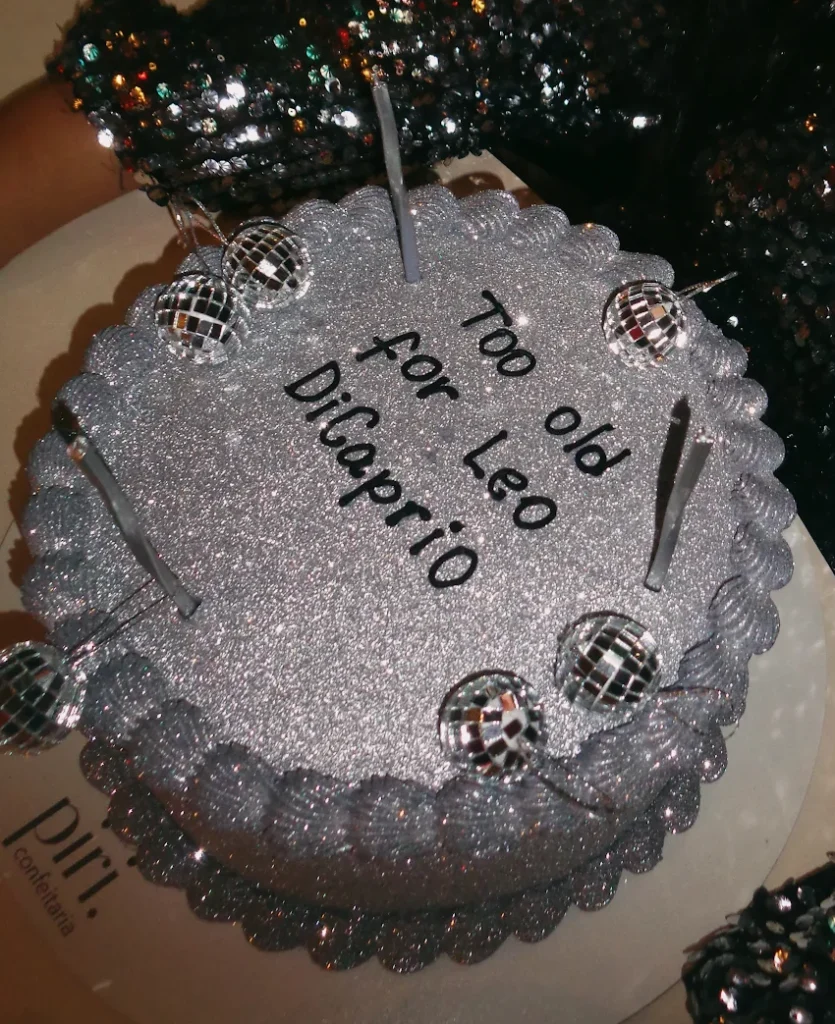 Too old
for Leo
DiCaprio
piri.
confeitaria